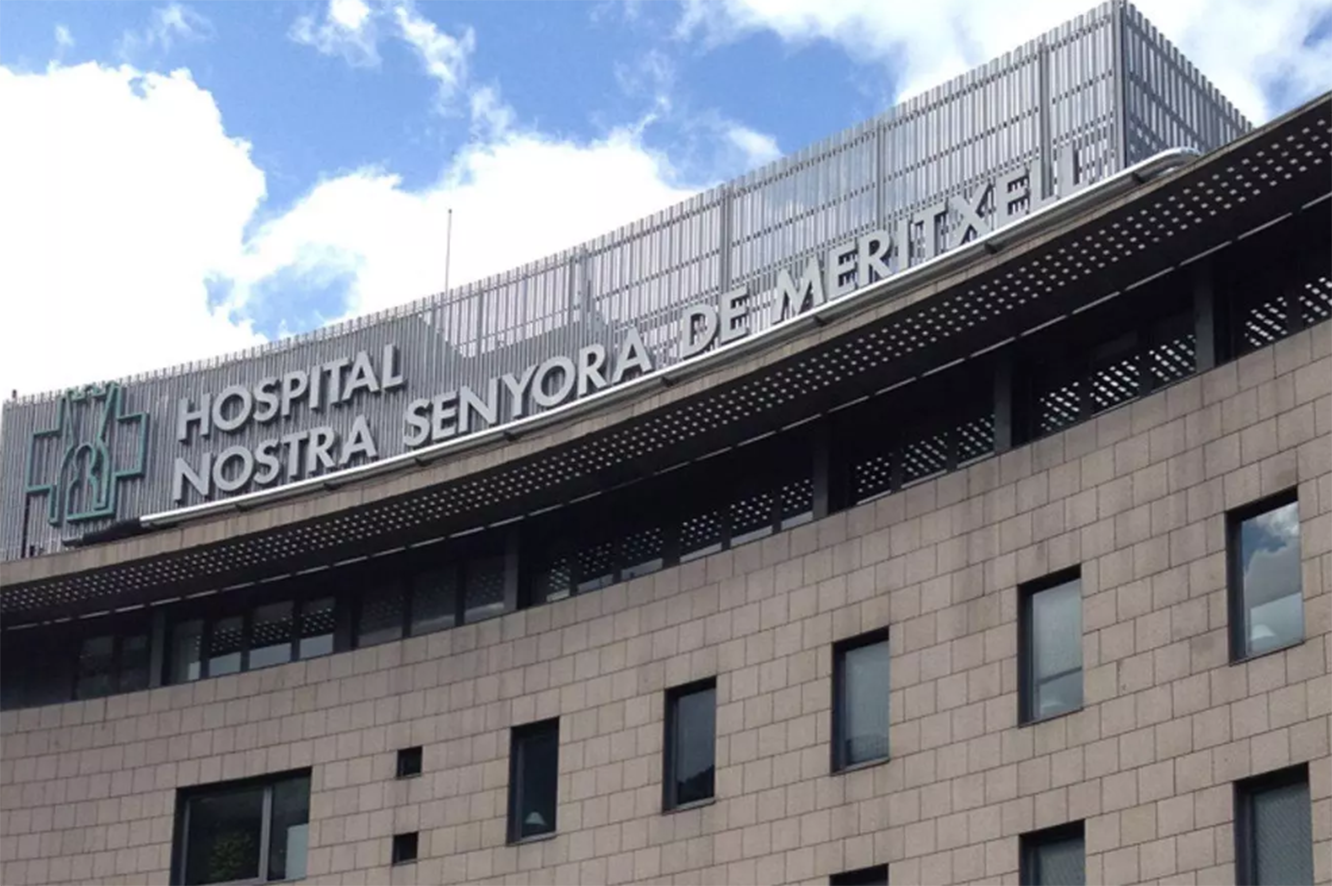 HOSPITAL
NOSTRA SENYORA DE MERITXELL